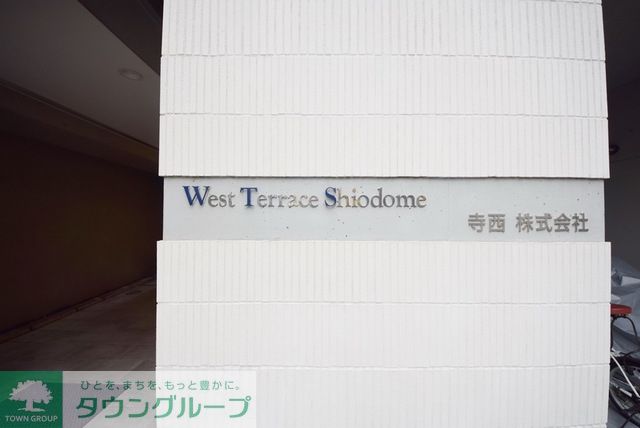 West Terrace Shiodome
寺西 株式会社
ひとを、まちを、もっと豊かに。
タウングループ
TOWN GROUP